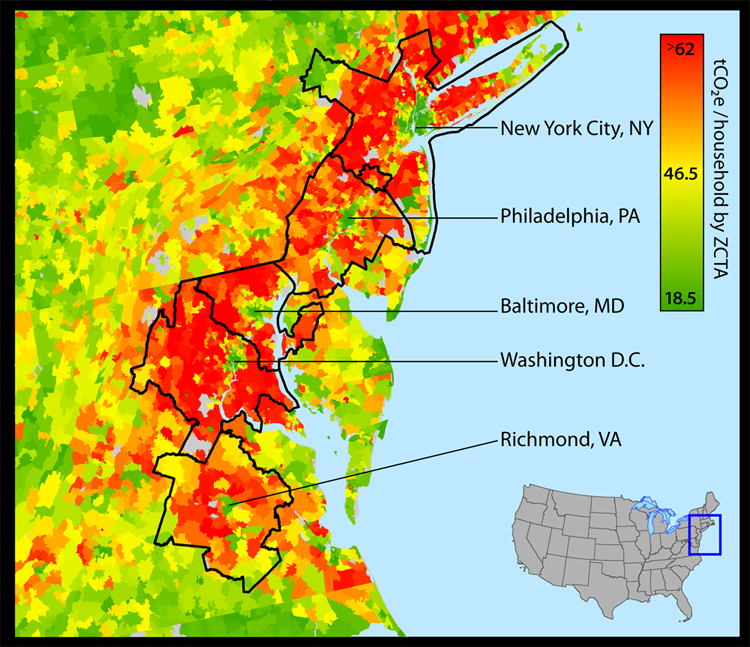 >62
46.5
18.5
tCO₂e /household by ZCTA
New York City, NY
Philadelphia, PA
Baltimore, MD
Washington D.C.
Richmond, VA